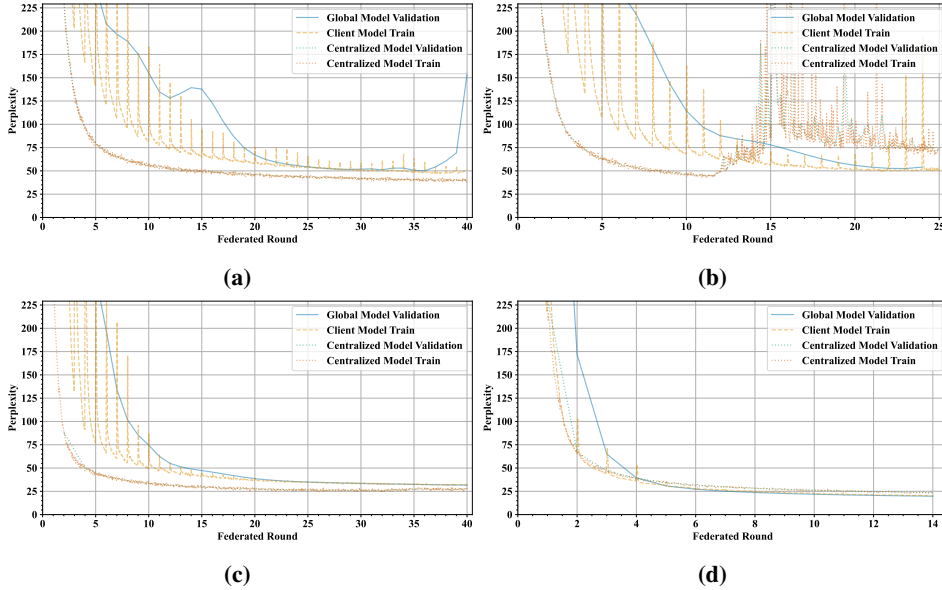 225
200
175
150
125
100
75
50
25
0
Perplexity
0 5 10 15 20 25 30 35 40
Federated Round
Global Model Validation
Client Model Train
Centralized Model Validation
Centralized Model Train
(a)
225
200
175
150
125
100
75
50
25
0
Perplexity
0 5 10 15 20 25
Federated Round
Global Model Validation
Client Model Train
Centralized Model Validation
Centralized Model Train
(b)
225
200
175
150
125
100
75
50
25
0
Perplexity
0 5 10 15 20 25 30 35 40
Federated Round
Global Model Validation
Client Model Train
Centralized Model Validation
Centralized Model Train
(c)
225
200
175
150
125
100
75
50
25
0
Perplexity
0 2 4 6 8 10 12 14
Federated Round
Global Model Validation
Client Model Train
Centralized Model Validation
Centralized Model Train
(d)